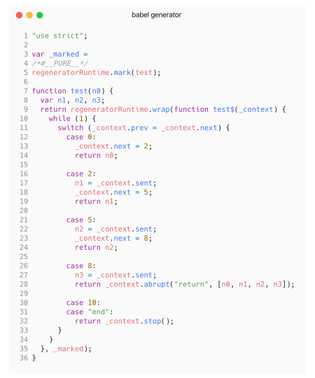 babel generator
1 "use strict";
2
3 var _marked =
4 /*#__PURE__*/
5 regeneratorRuntime.mark(test);
6
7 function test(n0) {
8 var n1, n2, n3;
9 return regeneratorRuntime.wrap(function test$(_context) {
10 while (1) {
11 switch (_context.prev = _context.next) {
12 case 0:
13 _context.next = 2;
14 return n0;
15
16 case 2:
17 n1 = _context.sent;
18 _context.next = 5;
19 return n1;
20
21 case 5:
22 n2 = _context.sent;
23 _context.next = 8;
24 return n2;
25
26 case 8:
27 n3 = _context.sent;
28 return _context.abrupt("return", [n0, n1, n2, n3]);
29
30 case 10:
31 case "end":
32 return _context.stop();
33 }
34 }
35 }, _marked);
36 }